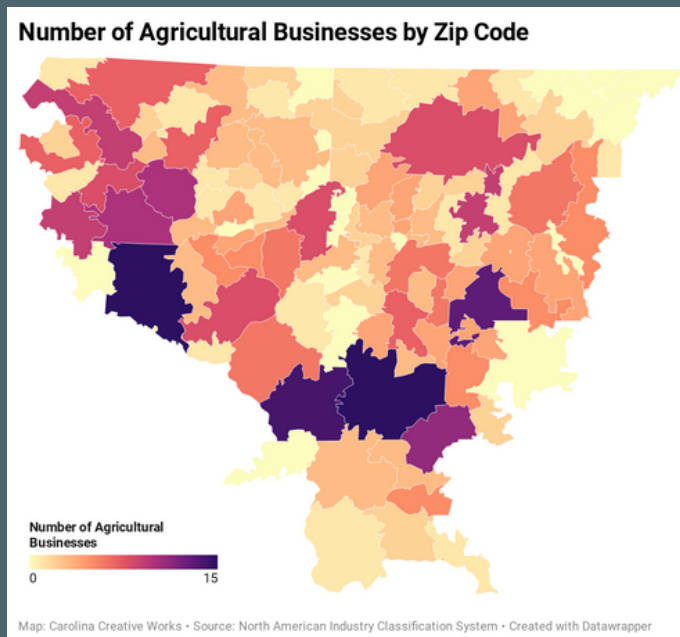 Number of Agricultural Businesses by Zip Code
Number of Agricultural
Businesses
0 15
Map: Carolina Creative Works • Source: North American Industry Classification System • Created with Datawrapper